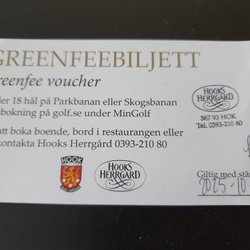 GREENFEEBILJETT
reenfee voucher
er 18 hål på Parkbanan eller Skogsbanan
bokning på golf.se under MinGolf
HOOKS HERRGÅRD
567 93 HOK
Tel. 0393-210 80
tt boka boende, bord i restaurangen eller
kontakta Hooks Herrgård 0393-210 80
HOOK
HOOKS HERRGÅRD
Giltig med stä
2025-10